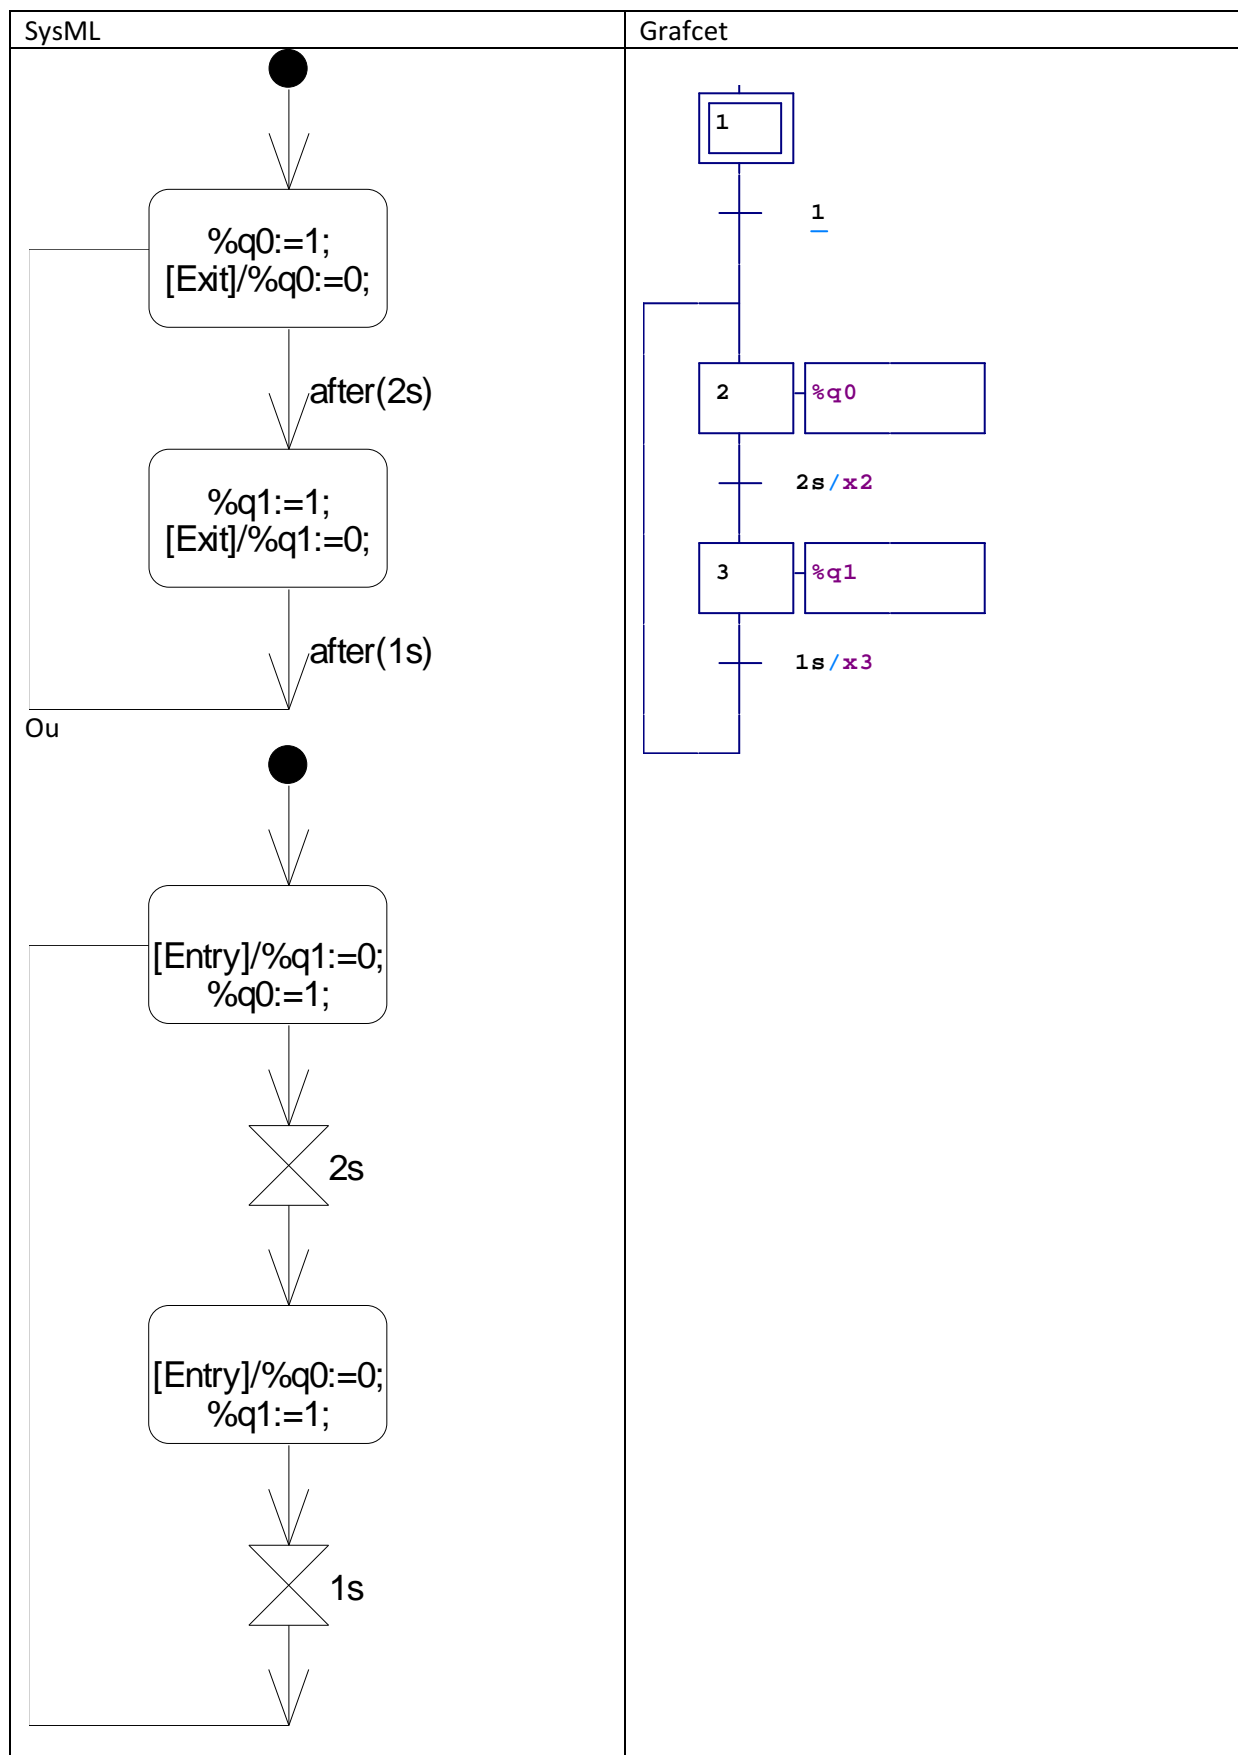 SysML
%q0:=1;
[Exit]/%q0:=0;
after(2s)
%q1:=1;
[Exit]/%q1:=0;
after(1s)
Ou
[Entry]/%q1:=0;
%q0:=1;
2s
[Entry]/%q0:=0;
%q1:=1;
1s
Grafcet
1
1
2
%q0
2s/x2
3
%q1
1s/x3